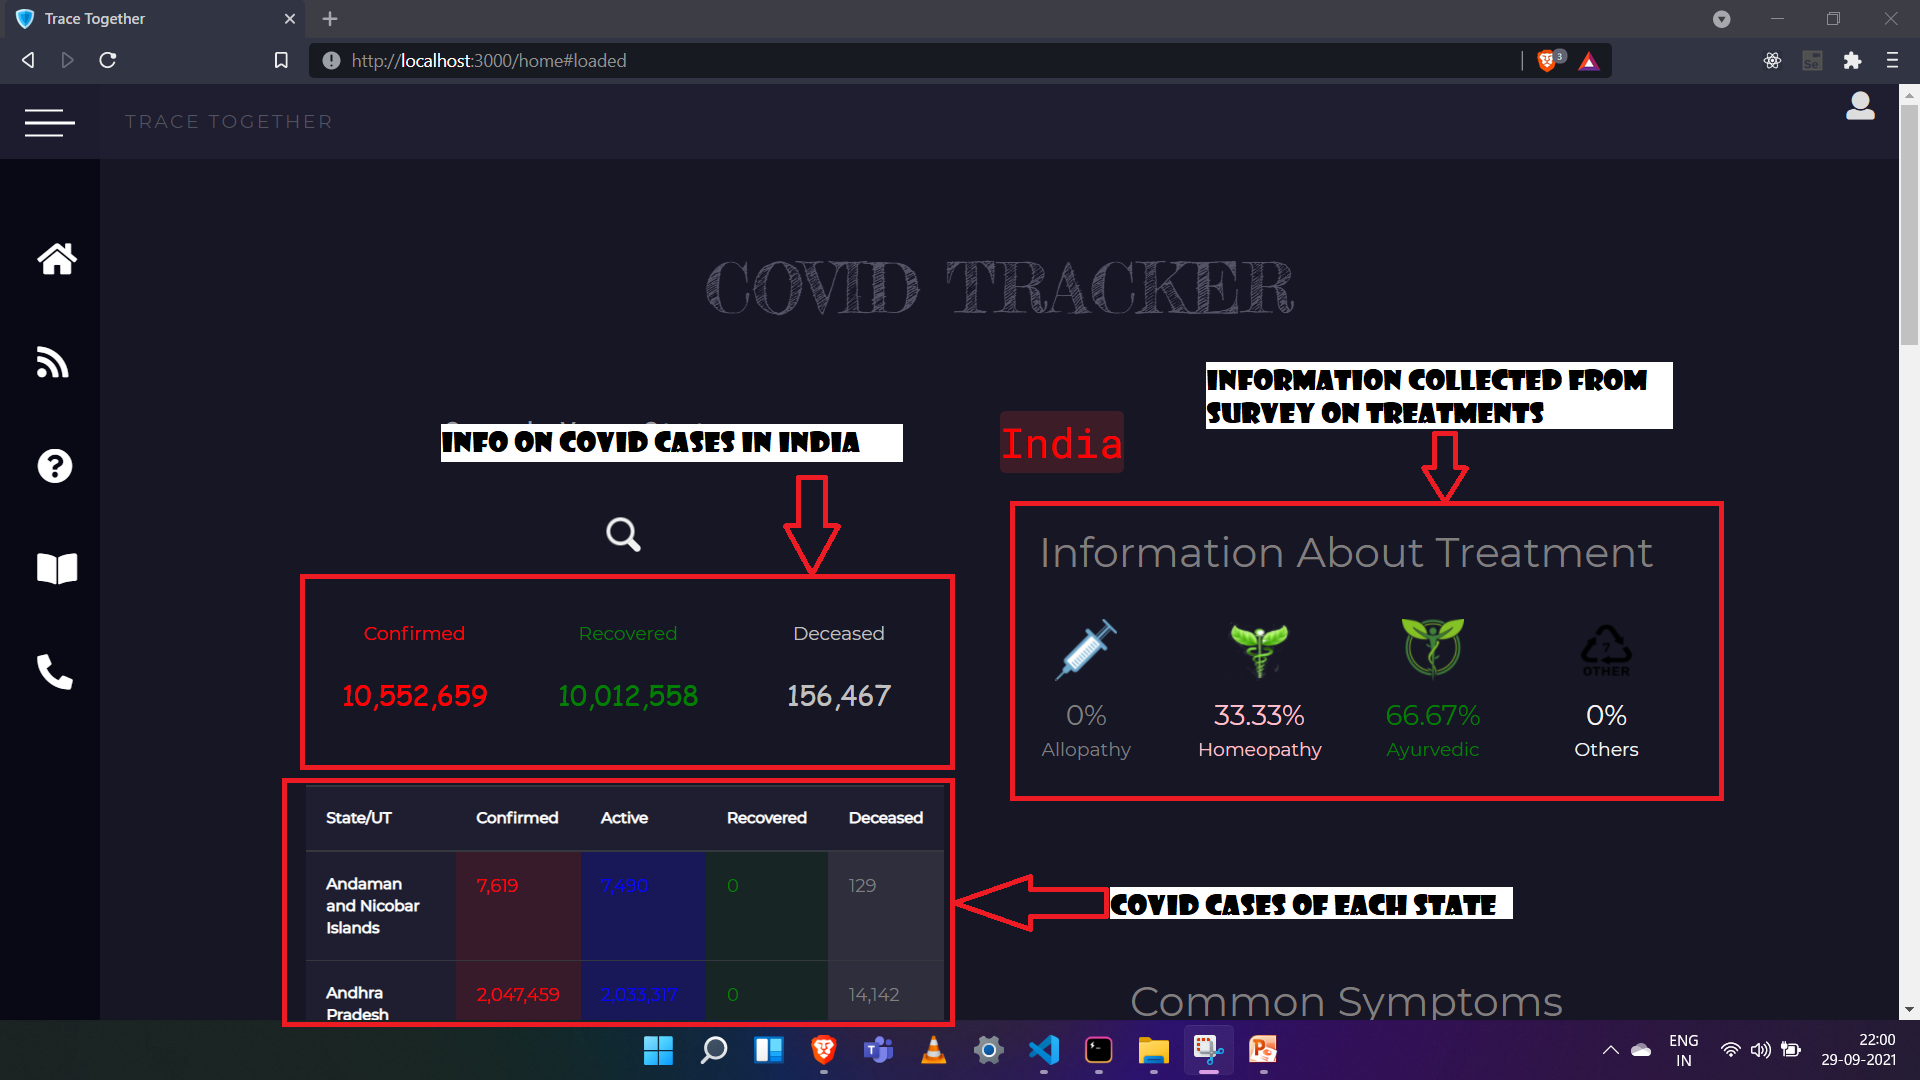 Trace Together
http://localhost:3000/home#loaded
3
TRACE TOGETHER
COVID TRACKER
INFORMATION COLLECTED FROM
SURVEY ON TREATMENTS
INFO ON COVID CASES IN INDIA
India
Information About Treatment
Confirmed Recovered Deceased
10,552,659 10,012,558 156,467
7
OTHER
0% 33.33% 66.67% 0%
Allopathy Homeopathy Ayurvedic Others
State/UT Confirmed Active Recovered Deceased
Andaman
and Nicobar
Islands
7,619 7,490 0 129
COVID CASES OF EACH STATE
Andhra
Pradesh
2,047,459 2,033,317 0 14,142
Common Symptoms
ENG
IN
22:00
29-09-2021